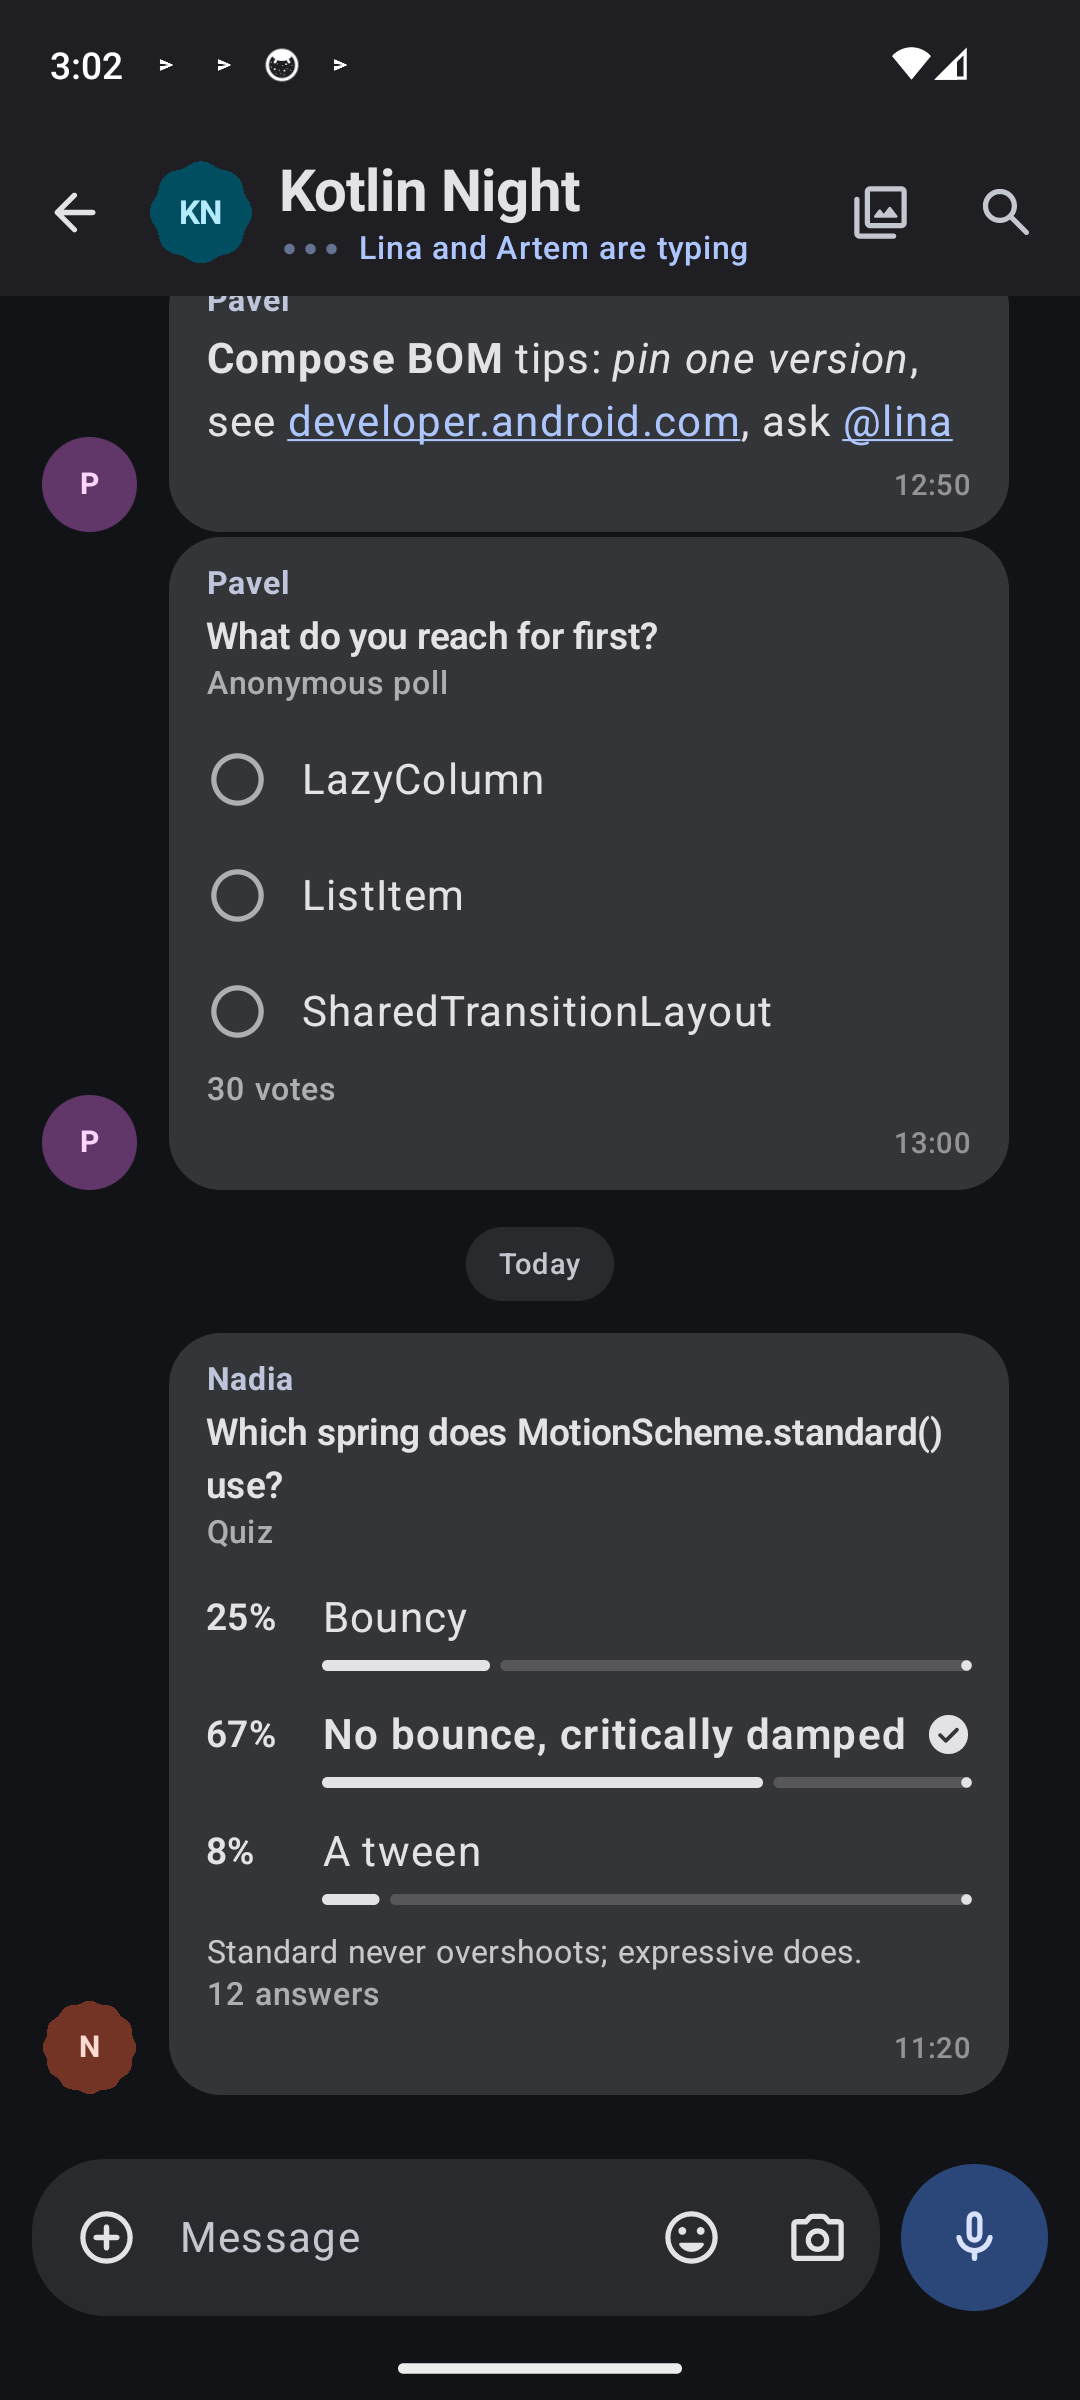 3:02
KN
Kotlin Night
Lina and Artem are typing
Pavel
Compose BOM tips: pin one version,
see developer.android.com, ask @lina
12:50
P
Pavel
What do you reach for first?
Anonymous poll
LazyColumn
ListItem
SharedTransitionLayout
30 votes
13:00
P
Today
Nadia
Which spring does MotionScheme.standard()
use?
Quiz
25% Bouncy
67% No bounce, critically damped
8% A tween
Standard never overshoots; expressive does.
12 answers
11:20
N
Message